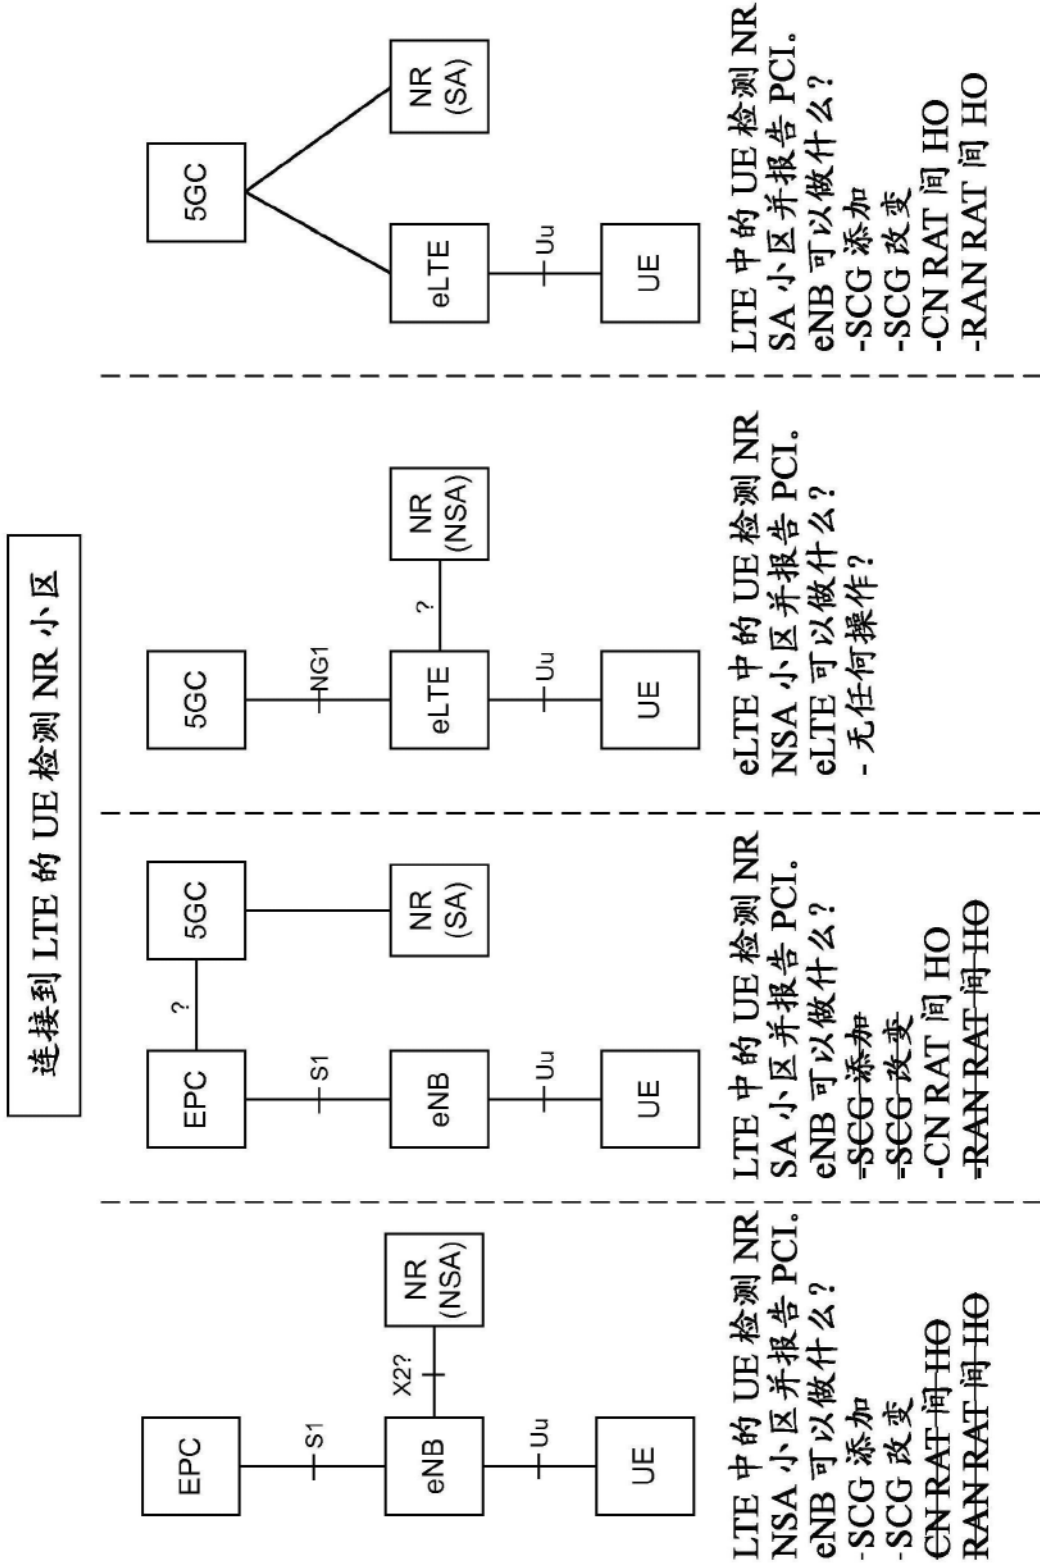 连接到 LTE 的 UE 检测 NR 小区
EPC
S1
eNB
X2?
NR
(NSA)
Uu
UE
LTE 中的 UE 检测 NR
NSA 小区并报告 PCI。
eNB 可以做什么?
-SCG 添加
-SCG 改变
CN RAT 间 HO
RAN RAT 间 HO
EPC
?
5GC
S1
eNB
NR
(SA)
Uu
UE
LTE 中的 UE 检测 NR
SA 小区并报告 PCI。
eNB 可以做什么?
-SCG 添加
-SCG 改变
-CN RAT 间 HO
-RAN RAT 间 HO
5GC
NG1
eLTE
?
NR
(NSA)
Uu
UE
eLTE 中的 UE 检测 NR
NSA 小区并报告 PCI。
eLTE 可以做什么?
- 无任何操作?
5GC
eLTE
NR
(SA)
Uu
UE
LTE 中的 UE 检测 NR
SA 小区并报告 PCI。
eNB 可以做什么?
-SCG 添加
-SCG 改变
-CN RAT 间 HO
-RAN RAT 间 HO